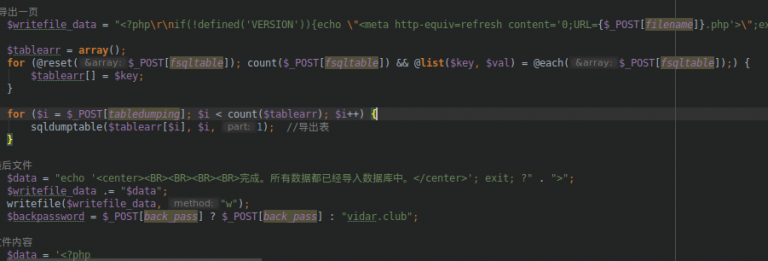 导出一页
$writefile_data = "<?php\r\nif(!defined('VERSION')){echo \"<meta http-equiv=refresh content='0;URL={$_POST[filename]}.php'>\";ex
$tablearr = array();
for (@reset( &array: $_POST[fsqltable]); count($_POST[fsqltable]) && @list($key, $val) = @each( &array: $_POST[fsqltable]);) {
$tablearr[] = $key;
}
for ($i = $_POST[tabledumping]; $i < count($tablearr); $i++) {
sqldumptable($tablearr[$i], $i, part: 1); //导出表
}
最后文件
$data = "echo '<center><BR><BR><BR><BR>完成。所有数据都已经导入数据库中。</center>'; exit; ?" . ">";
$writefile_data .= "$data";
writefile($writefile_data, method: "w");
$backpassword = $_POST[back_pass] ? $_POST[back_pass] : "vidar.club";
文件内容
$data = '<?php